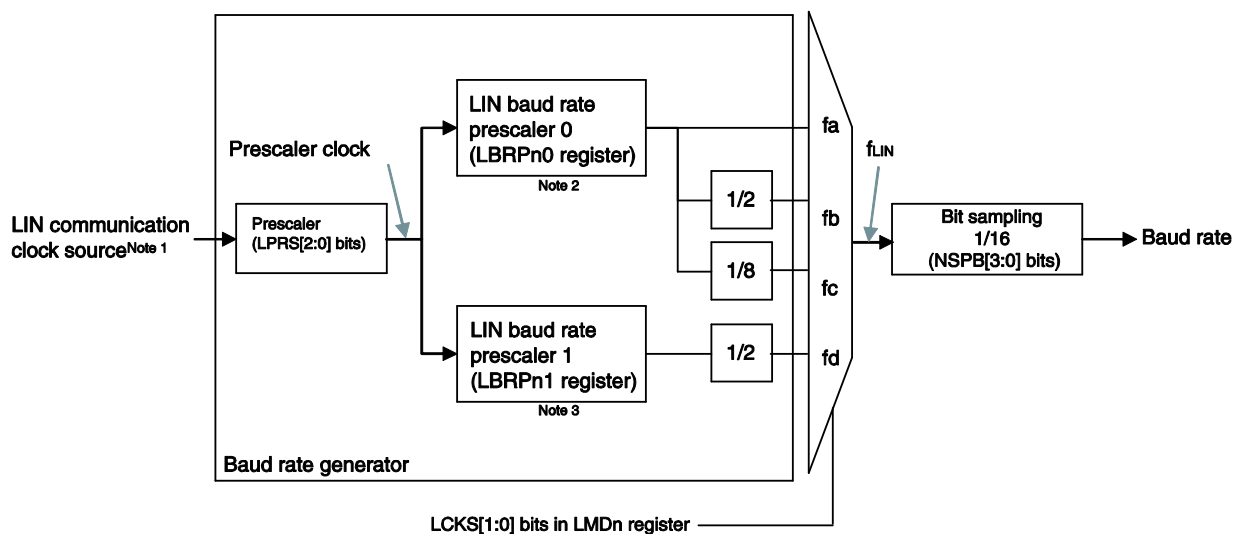 LIN communication
clock source Note 1
Prescaler
(LPRS[2:0] bits)
Prescaler clock
LIN baud rate
prescaler 0
(LBRPn0 register)
Note 2
LIN baud rate
prescaler 1
(LBRPn1 register)
Note 3
1/2
1/8
1/2
fa
fb
fc
fd
fLIN
Bit sampling
1/16
(NSPB[3:0] bits)
Baud rate
Baud rate generator
LCKS[1:0] bits in LMDn register